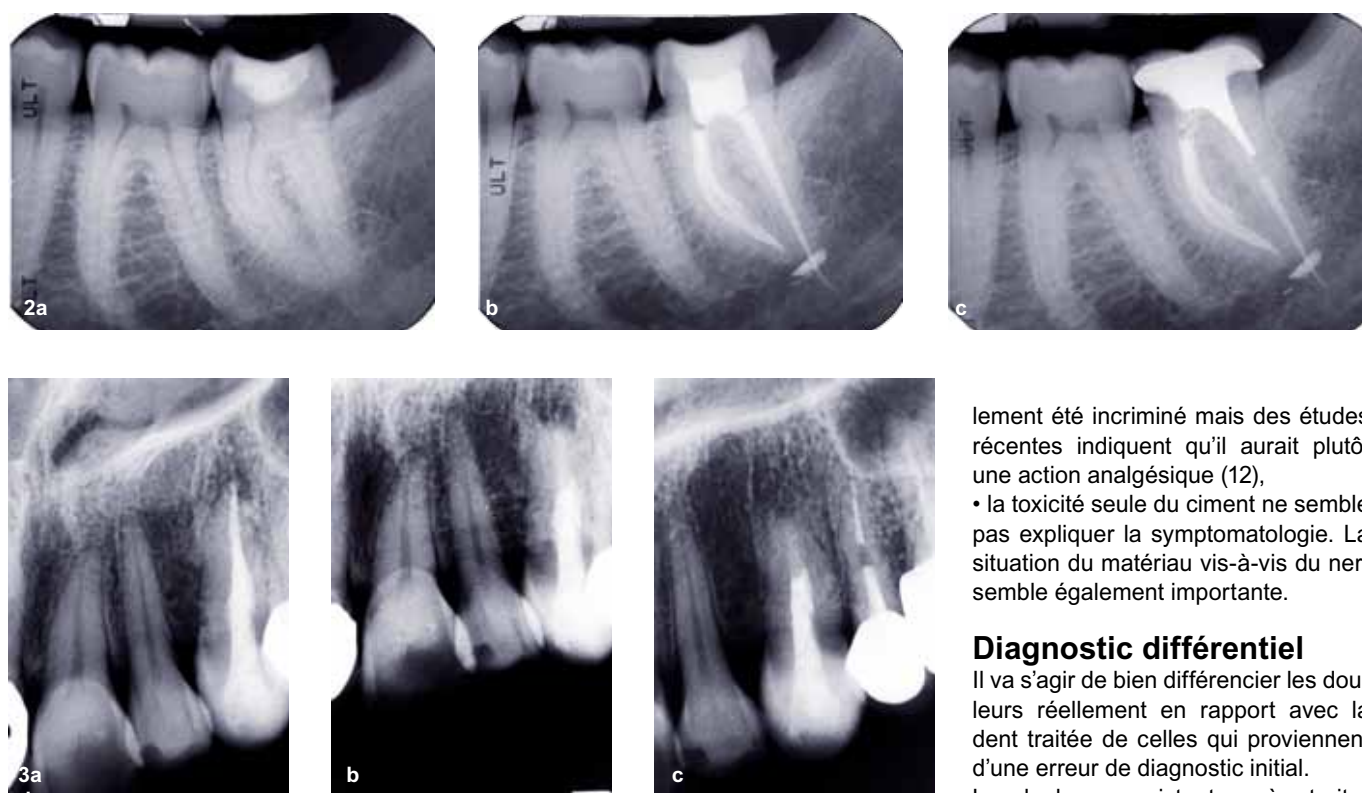 ULT
LT
2a
ULT
b
ULT
c
3a
b
c
lement été incriminé mais des études
récentes indiquent qu'il aurait plutô
une action analgésique (12),
• la toxicité seule du ciment ne semble
pas expliquer la symptomatologie. La
situation du matériau vis-à-vis du ner
semble également importante.
Diagnostic différentiel
Il va s'agir de bien différencier les dou
leurs réellement en rapport avec la
dent traitée de celles qui proviennen
d'une erreur de diagnostic initial.